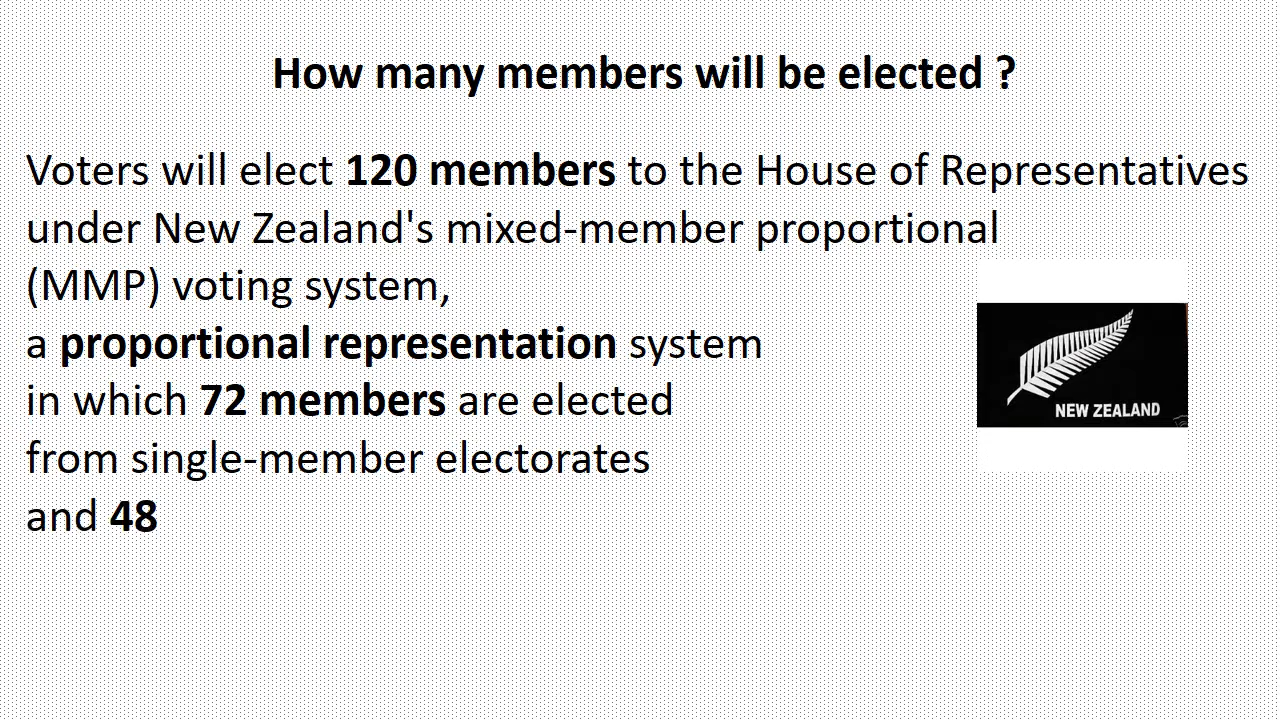 How many members will be elected ?
Voters will elect 120 members to the House of Representatives
under New Zealand's mixed-member proportional
(MMP) voting system,
a proportional representation system
in which 72 members are elected
from single-member electorates
and 48
NEW ZEALAND